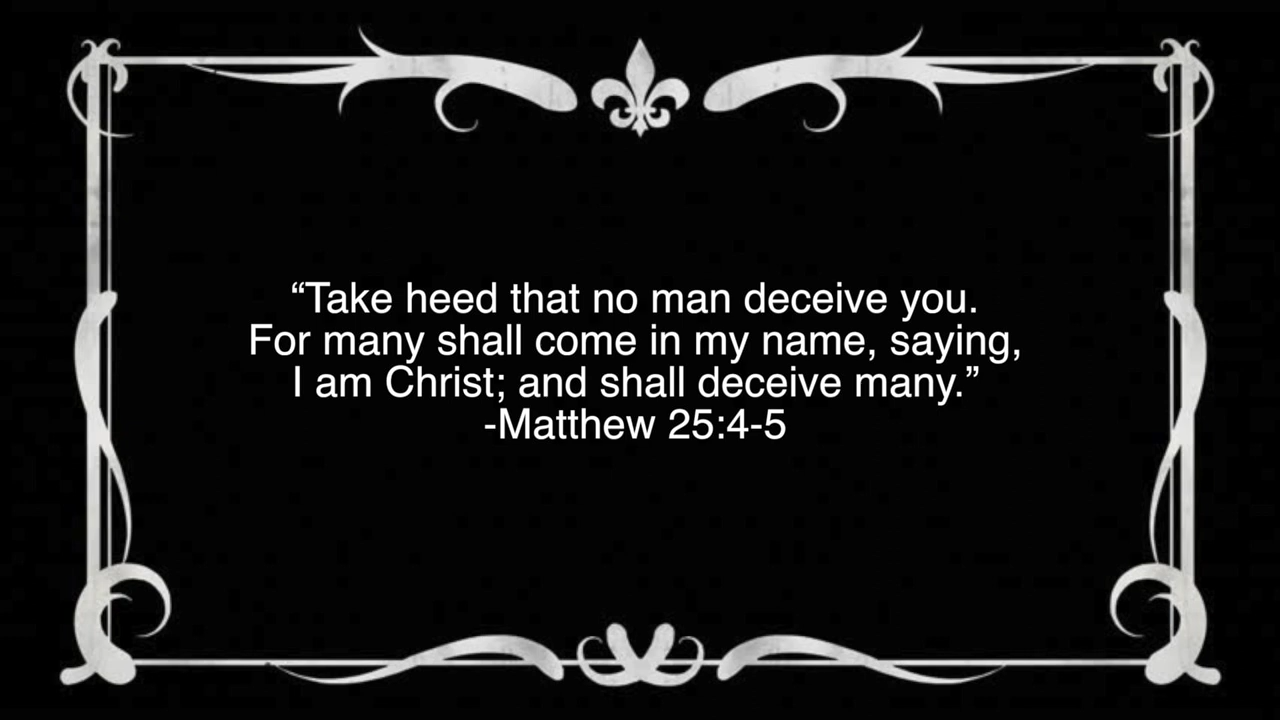 “Take heed that no man deceive you.
For many shall come in my name, saying,
I am Christ; and shall deceive many.”
-Matthew 25:4-5